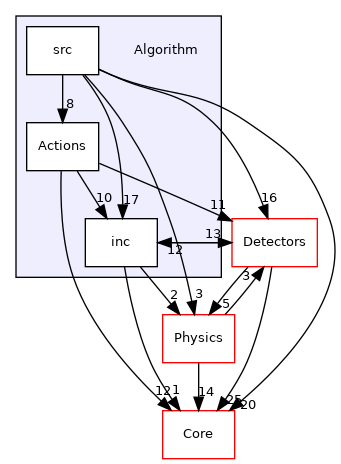 src
Algorithm
8
Actions
10
17
11
16
inc
13
12
Detectors
2
3
3
5
Physics
12
1
14
25
20
Core